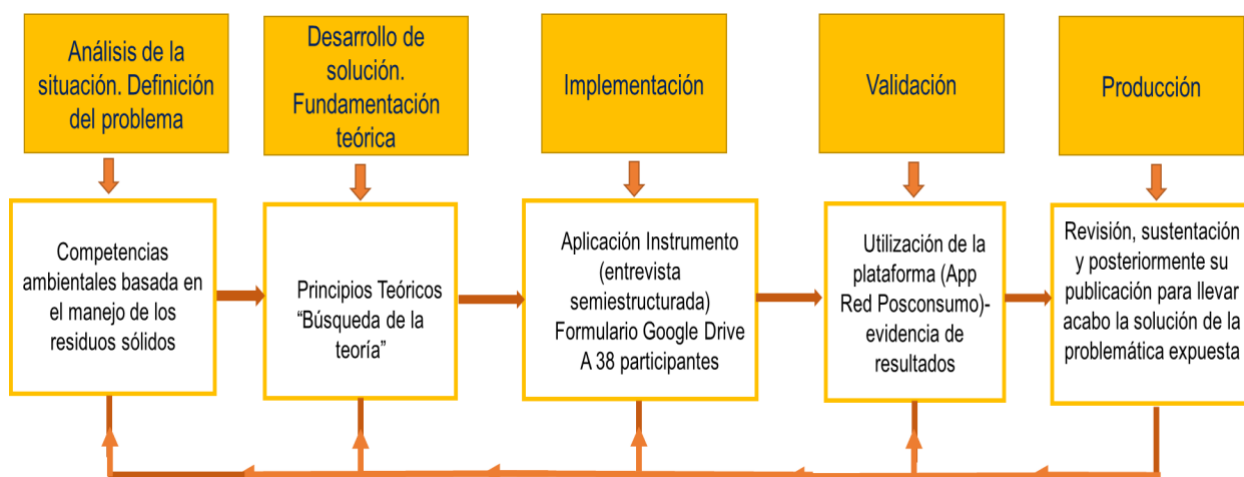 Análisis de la
situación. Definición
del problema
Desarrollo de
solución.
Fundamentación
teórica
Implementación
Validación
Producción
Competencias
ambientales basada en
el manejo de los
residuos sólidos
Principios Teóricos
“Búsqueda de la
teoría”
Aplicación Instrumento
(entrevista
semiestructurada)
Formulario Google Drive
A 38 participantes
Utilización de la
plataforma (App
Red Posconsumo)-
evidencia de
resultados
Revisión, sustentación
y posteriormente su
publicación para llevar
acabo la solución de la
problemática expuesta